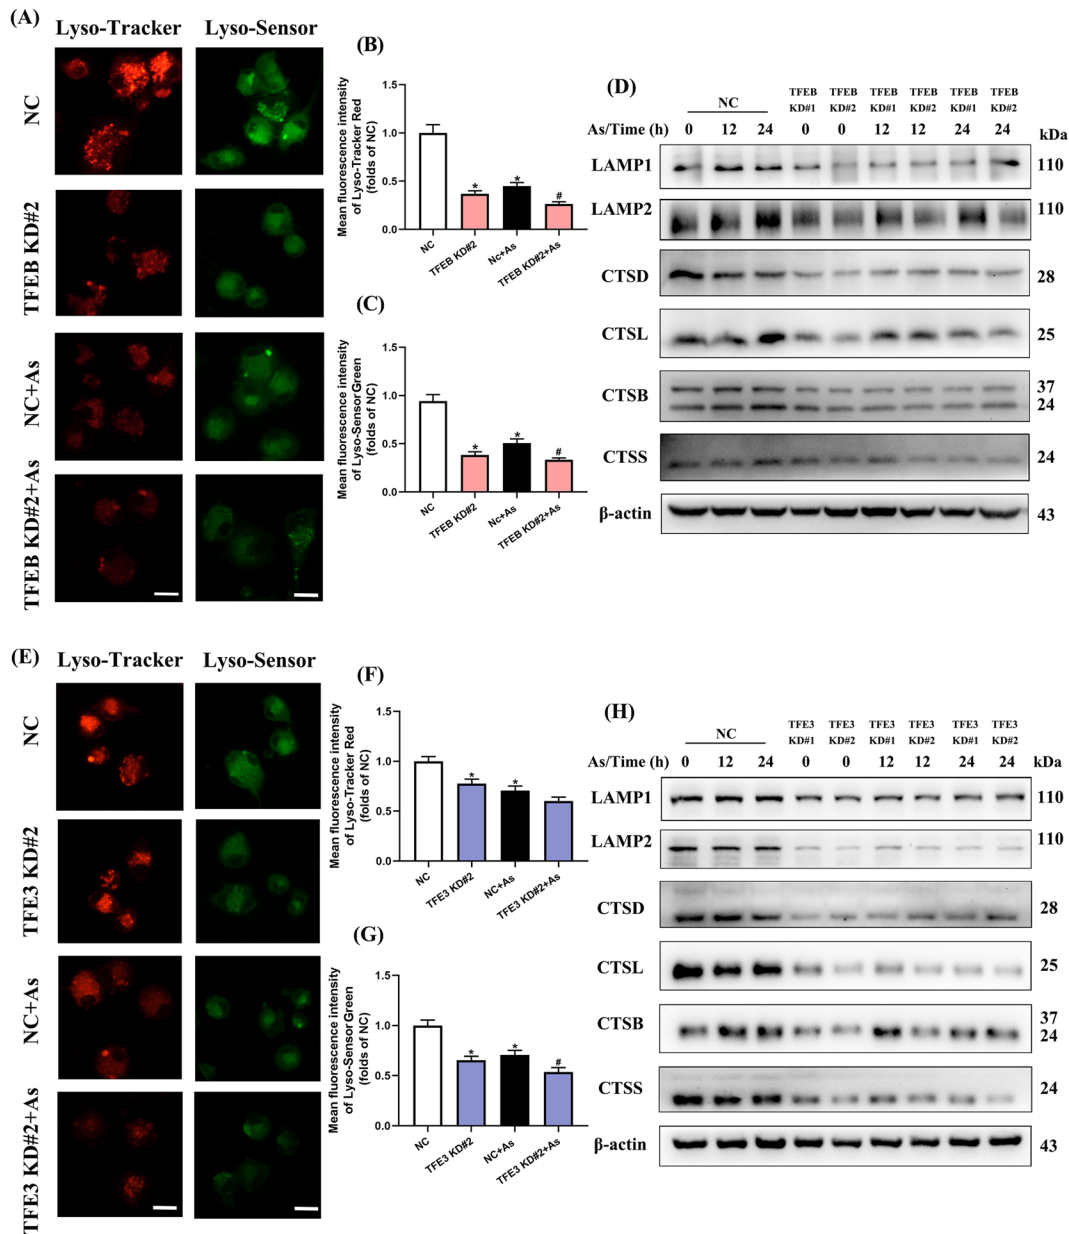 (A)
Lyso-Tracker
Lyso-Sensor
NC
TFEB KD#2
NC+As
TFEB KD#2+As
(B)
Mean fluorescence intensity
of Lyso-Tracker Red
(folds of NC)
1.5
1.0
0.5
0.0
*
*
#
NC
TFEB KD#2
Nc+As
TFEB KD#2+As
(C)
Mean fluorescence intensity
of Lyso-SensorGreen
(folds of NC)
1.5
1.0
0.5
0.0
*
*
#
NC
TFEB KD#2
Nc+As
TFEB KD#2+As
(D)
NC
TFEB TFEB TFEB TFEB TFEB TFEB
KD#1 KD#2 KD#1 KD#2 KD#1 KD#2
As/Time (h) 0 12 24 0 0 12 12 24 24 kDa
LAMP1 110
LAMP2 110
CTSD 28
CTSL 25
CTSB 37
24
CTSS 24
β-actin 43
(E)
Lyso-Tracker
Lyso-Sensor
NC
TFE3 KD#2
NC+As
TFE3 KD#2+As
(F)
Mean fluorescence intensity
of Lyso-Tracker Red
(folds of NC)
1.5
1.0
0.5
0.0
*
*
NC
TFE3 KD#2
NC+As
TFE3 KD#2+As
(G)
Mean fluorescence intensity
of Lyso-SensorGreen
(folds of NC)
1.5
1.0
0.5
0.0
*
*
#
NC
TFE3 KD#2
NC+As
TFE3 KD#2+As
(H)
NC
TFE3 TFE3 TFE3 TFE3 TFE3 TFE3
KD#1 KD#2 KD#1 KD#2 KD#1 KD#2
As/Time (h) 0 12 24 0 0 12 12 24 24 kDa
LAMP1 110
LAMP2 110
CTSD 28
CTSL 25
CTSB 37
24
CTSS 24
β-actin 43